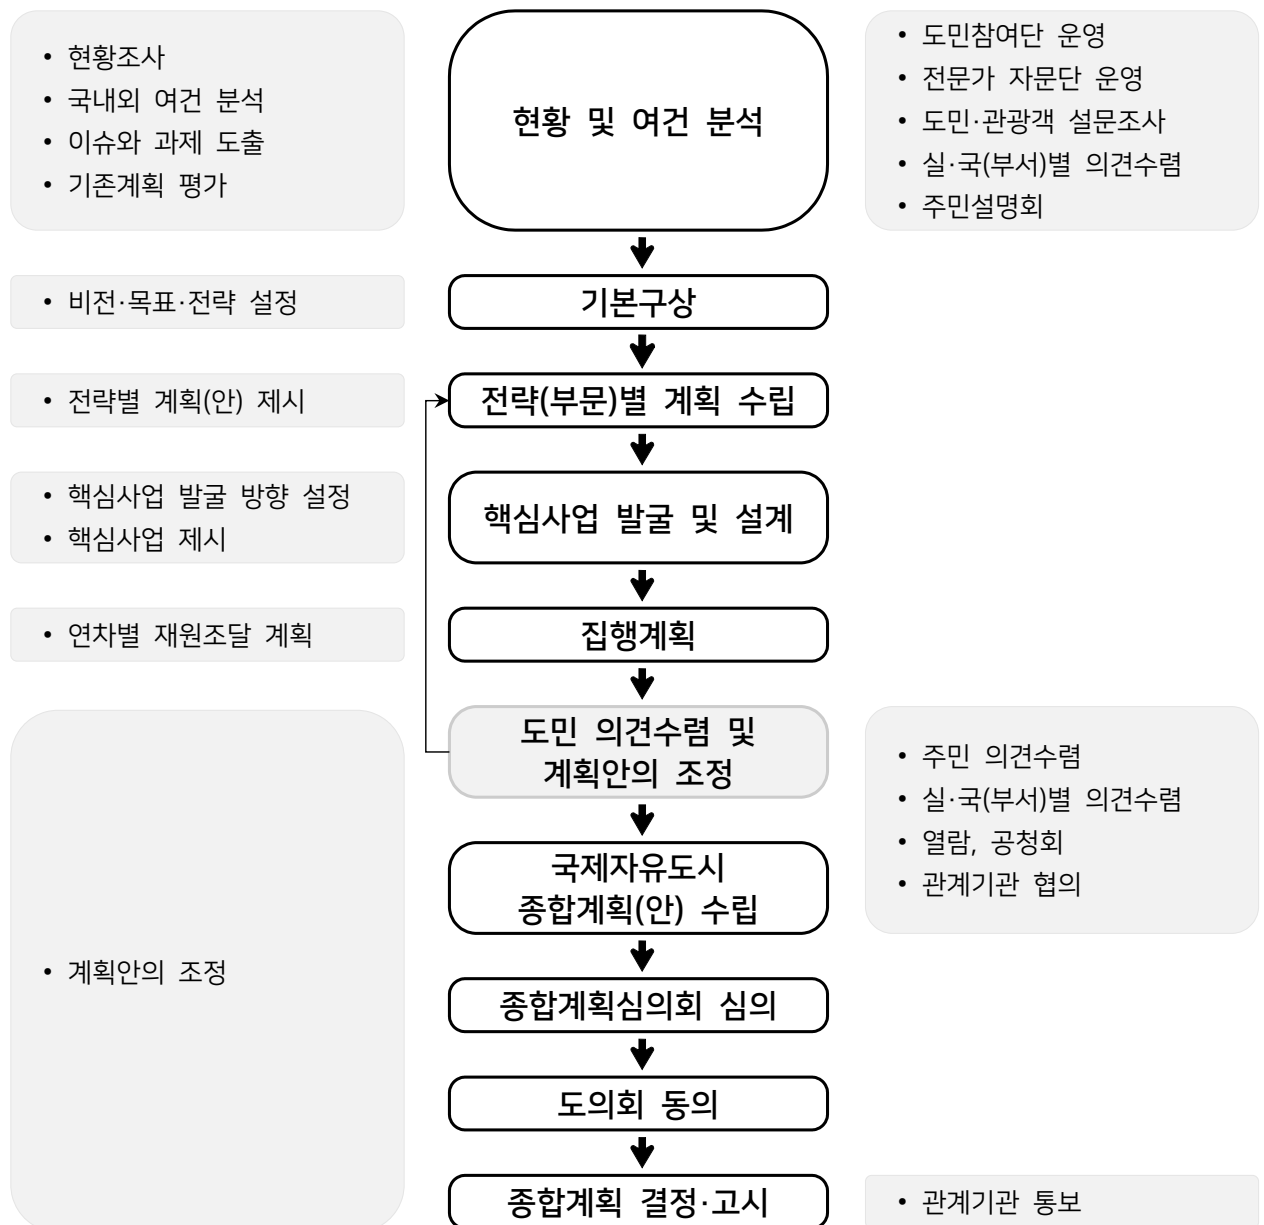 • 현황조사
• 국내외 여건 분석
• 이슈와 과제 도출
• 기존계획 평가
현황 및 여건 분석
• 도민참여단 운영
• 전문가 자문단 운영
• 도민·관광객 설문조사
• 실·국(부서)별 의견수렴
• 주민설명회
• 비전·목표·전략 설정
기본구상
• 전략별 계획(안) 제시
전략(부문)별 계획 수립
• 핵심사업 발굴 방향 설정
• 핵심사업 제시
핵심사업 발굴 및 설계
• 연차별 재원조달 계획
집행계획
도민 의견수렴 및
계획안의 조정
• 주민 의견수렴
• 실·국(부서)별 의견수렴
• 열람, 공청회
• 관계기관 협의
국제자유도시
종합계획(안) 수립
• 계획안의 조정
종합계획심의회 심의
도의회 동의
종합계획 결정·고시
• 관계기관 통보